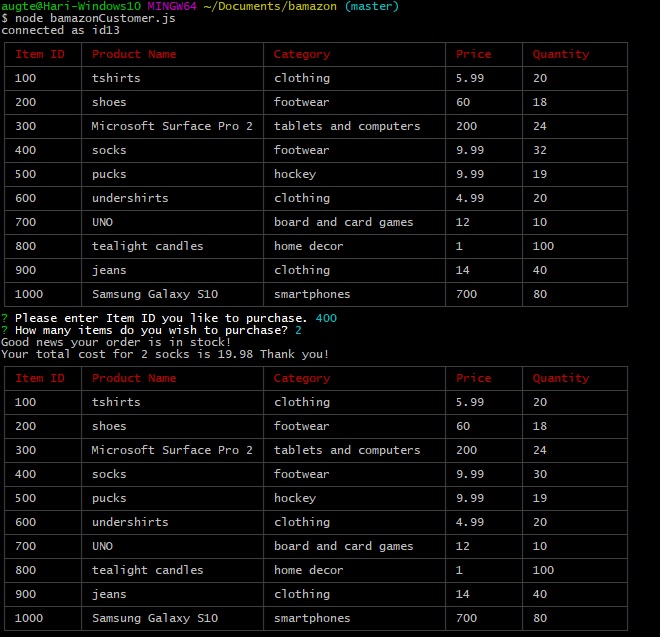 augte@Hari-Windows10 MINGW64 ~/Documents/bamazon (master)
$ node bamazonCustomer.js
connected as id13
Item ID Product Name Category Price Quantity
100 tshirts clothing 5.99 20
200 shoes footwear 60 18
300 Microsoft Surface Pro 2 tablets and computers 200 24
400 socks footwear 9.99 32
500 pucks hockey 9.99 19
600 undershirts clothing 4.99 20
700 UNO board and card games 12 10
800 tealight candles home decor 1 100
900 jeans clothing 14 40
1000 Samsung Galaxy S10 smartphones 700 80
? Please enter Item ID you like to purchase. 400
? How many items do you wish to purchase? 2
Good news your order is in stock!
Your total cost for 2 socks is 19.98 Thank you!
Item ID Product Name Category Price Quantity
100 tshirts clothing 5.99 20
200 shoes footwear 60 18
300 Microsoft Surface Pro 2 tablets and computers 200 24
400 socks footwear 9.99 30
500 pucks hockey 9.99 19
600 undershirts clothing 4.99 20
700 UNO board and card games 12 10
800 tealight candles home decor 1 100
900 jeans clothing 14 40
1000 Samsung Galaxy S10 smartphones 700 80